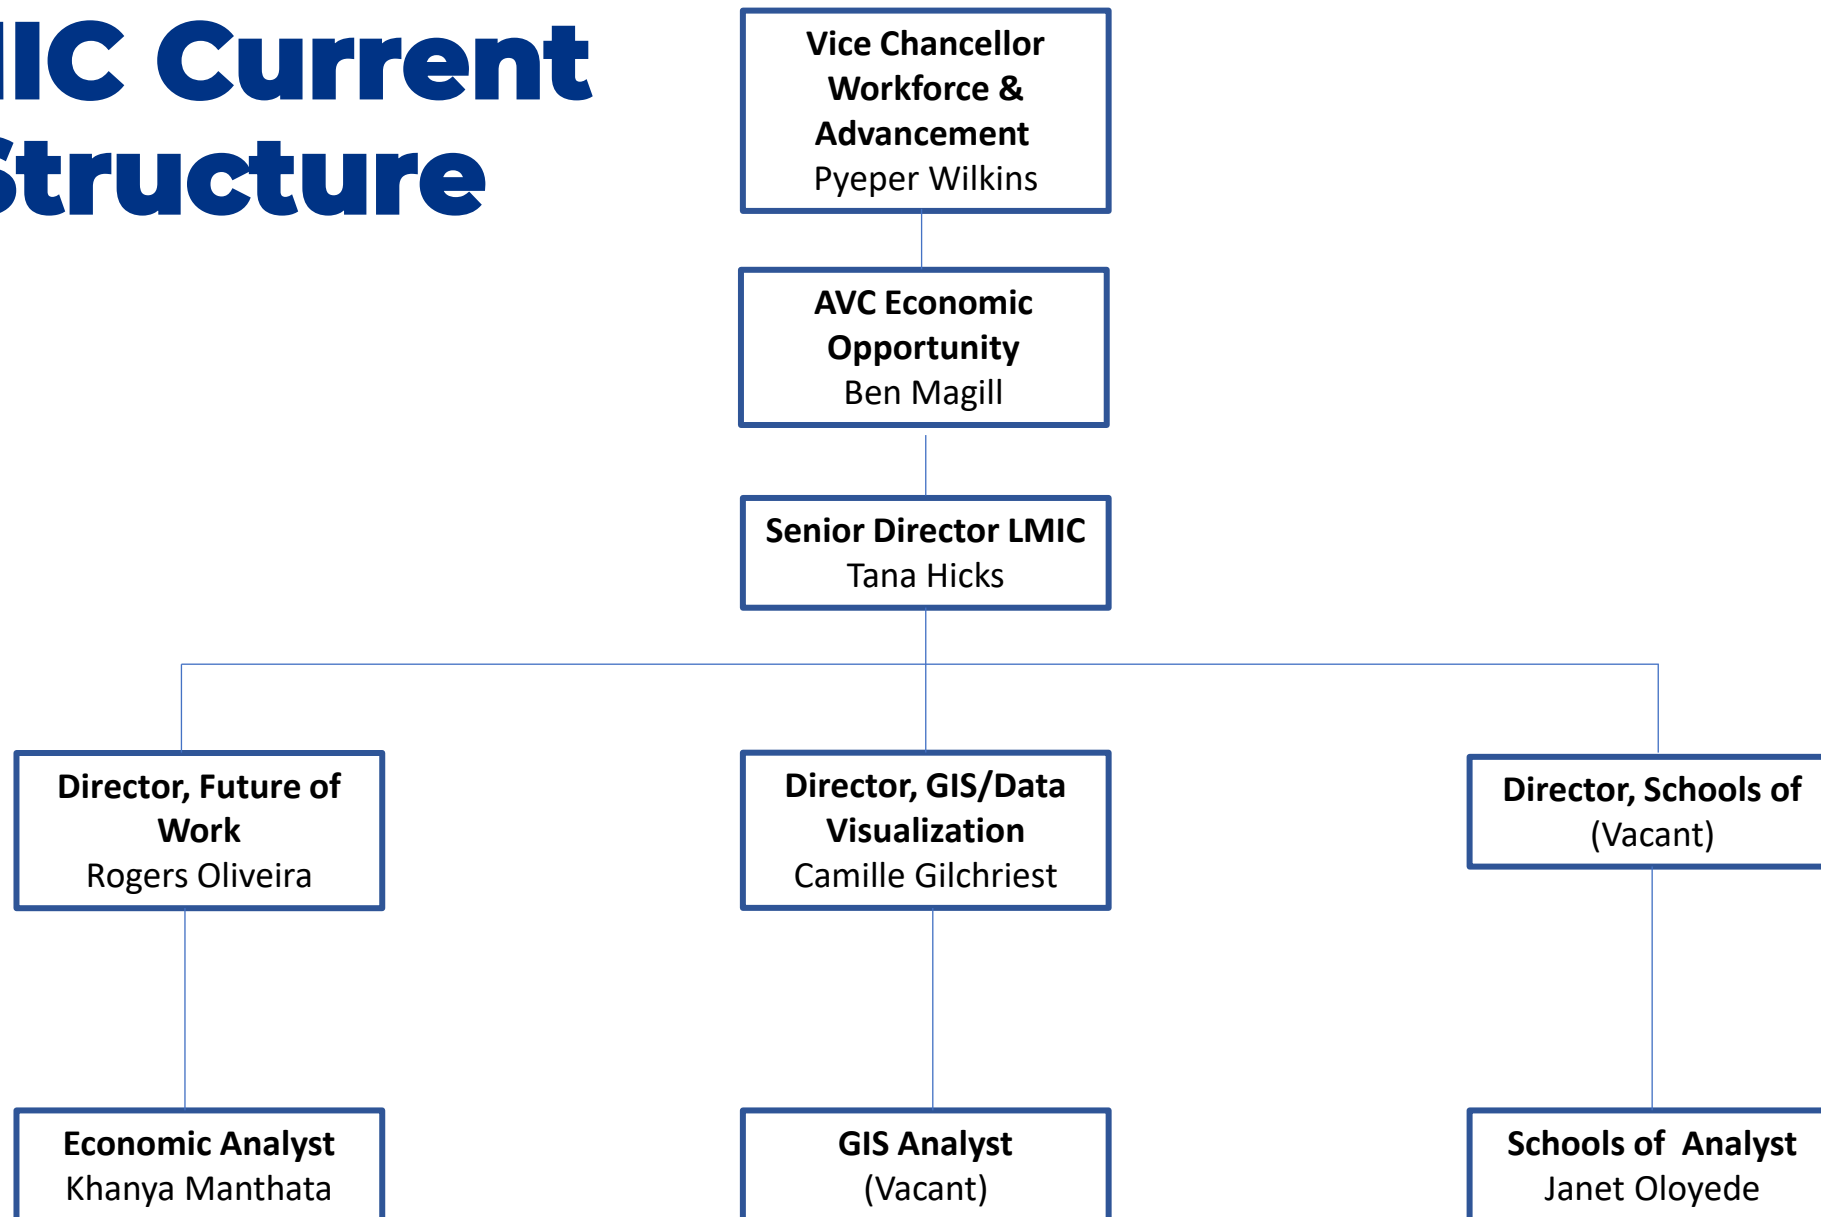 IIC Current
Structure
Vice Chancellor
Workforce &
Advancement
Pyeper Wilkins
AVC Economic
Opportunity
Ben Magill
Senior Director LMIC
Tana Hicks
Director, Future of
Work
Rogers Oliveira
Director, GIS/Data
Visualization
Camille Gilchriest
Director, Schools of
(Vacant)
Economic Analyst
Khanya Manthata
GIS Analyst
(Vacant)
Schools of  Analyst
Janet Oloyede